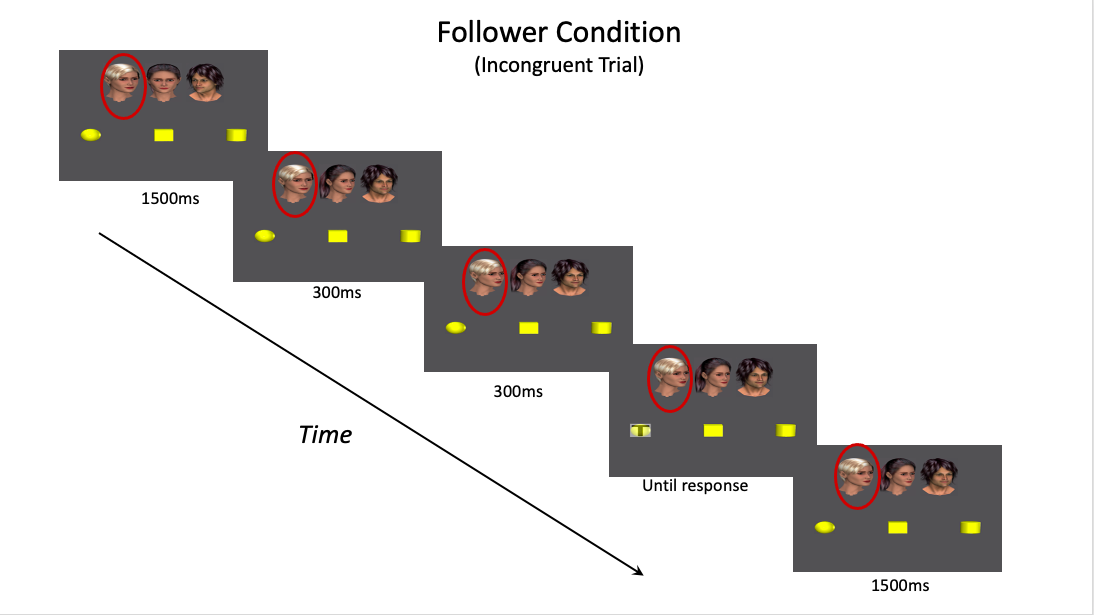 Follower Condition
(Incongruent Trial)
1500ms
300ms
300ms
Time
T
Until response
1500ms